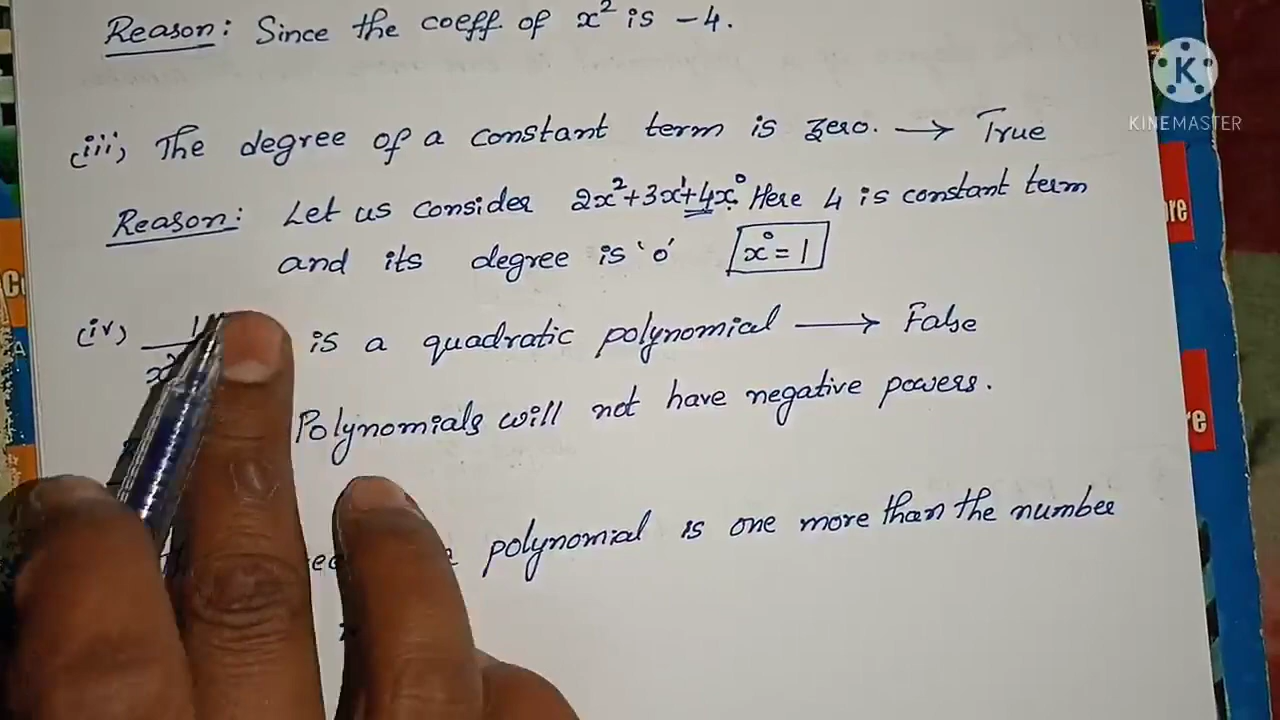 Reason: Since the coeff. of x² is -4.
K
KINEMASTER
(iii) The degree of a constant term is zero. → True
Reason: Let us consider 2x²+3x¹+4x⁰. Here 4 is constant term
and its degree is 'o' x⁰ = 1
(iv) 1 is a quadratic polynomial → False
x²
Polynomials will not have negative powers.
polynomial is one more than the number